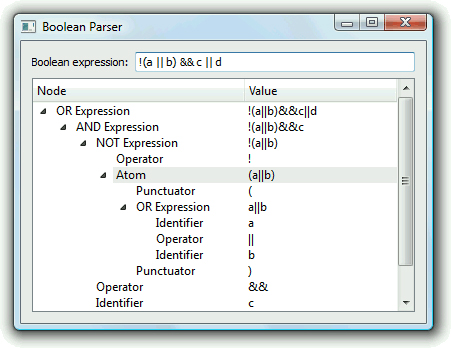 Boolean Parser
Boolean expression: !(a || b) && c || d
Node Value
OR Expression !(a||b)&&c||d
AND Expression !(a||b)&&c
NOT Expression !(a||b)
Operator !
Atom (a||b)
Punctuator (
OR Expression a||b
Identifier a
Operator ||
Identifier b
Punctuator )
Operator &&
Identifier c